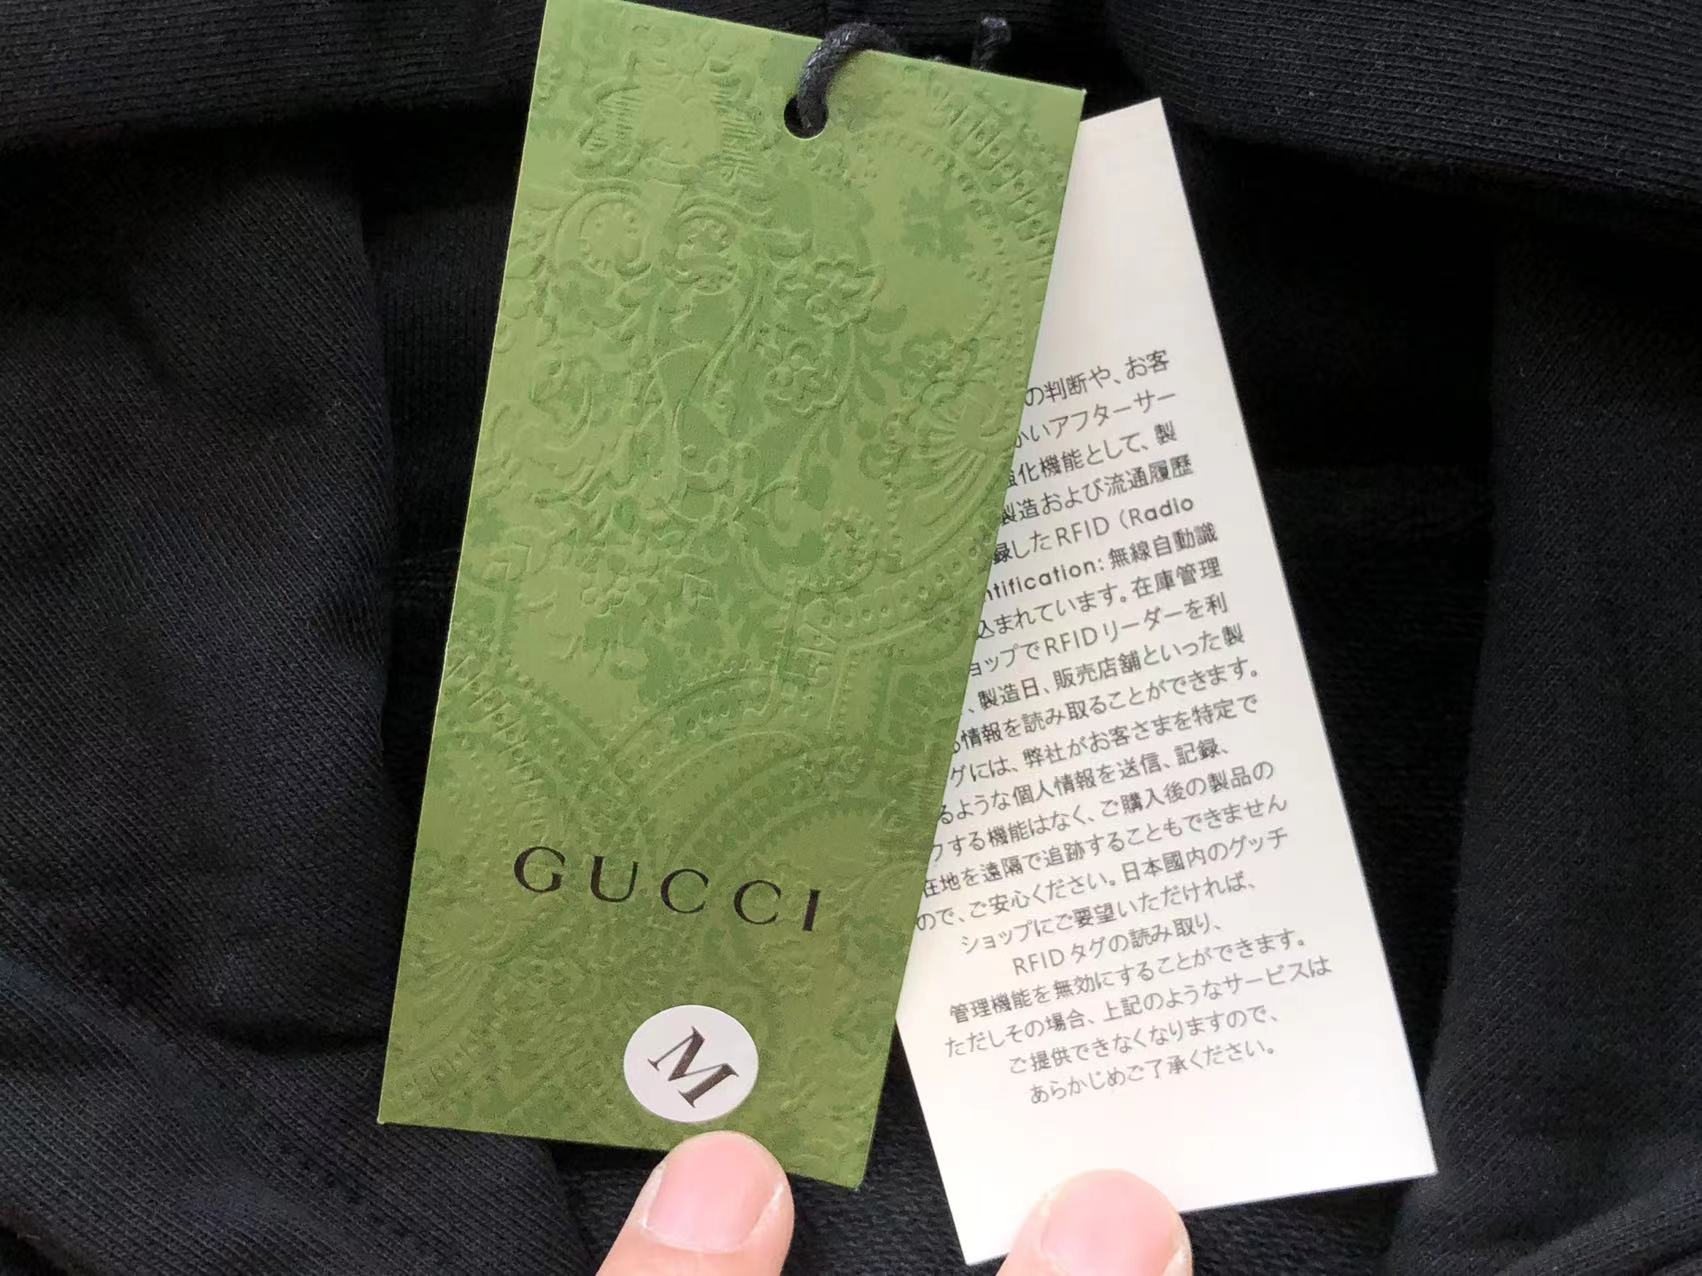 GUCCI
M
の判断や、お客
かいアフターサー
強化機能として、製
製造および流通履歴
録したRFID（Radio
ntification: 無線自動識
込まれています。在庫管理
ョップでRFIDリーダーを利
、製造日、販売店舗といった製
る情報を読み取ることができます。
グには、弊社がお客さまを特定で
るような個人情報を送信、記録、
クする機能はなく、ご購入後の製品の
在地を遠隔で追跡することもできません
ので、ご安心ください。日本國内のグッチ
ショップにご要望いただければ、
RFIDタグの読み取り、
管理機能を無効にすることができます。
ただしその場合、上記のようなサービスは
ご提供できなくなりますので、
あらかじめご了承ください。